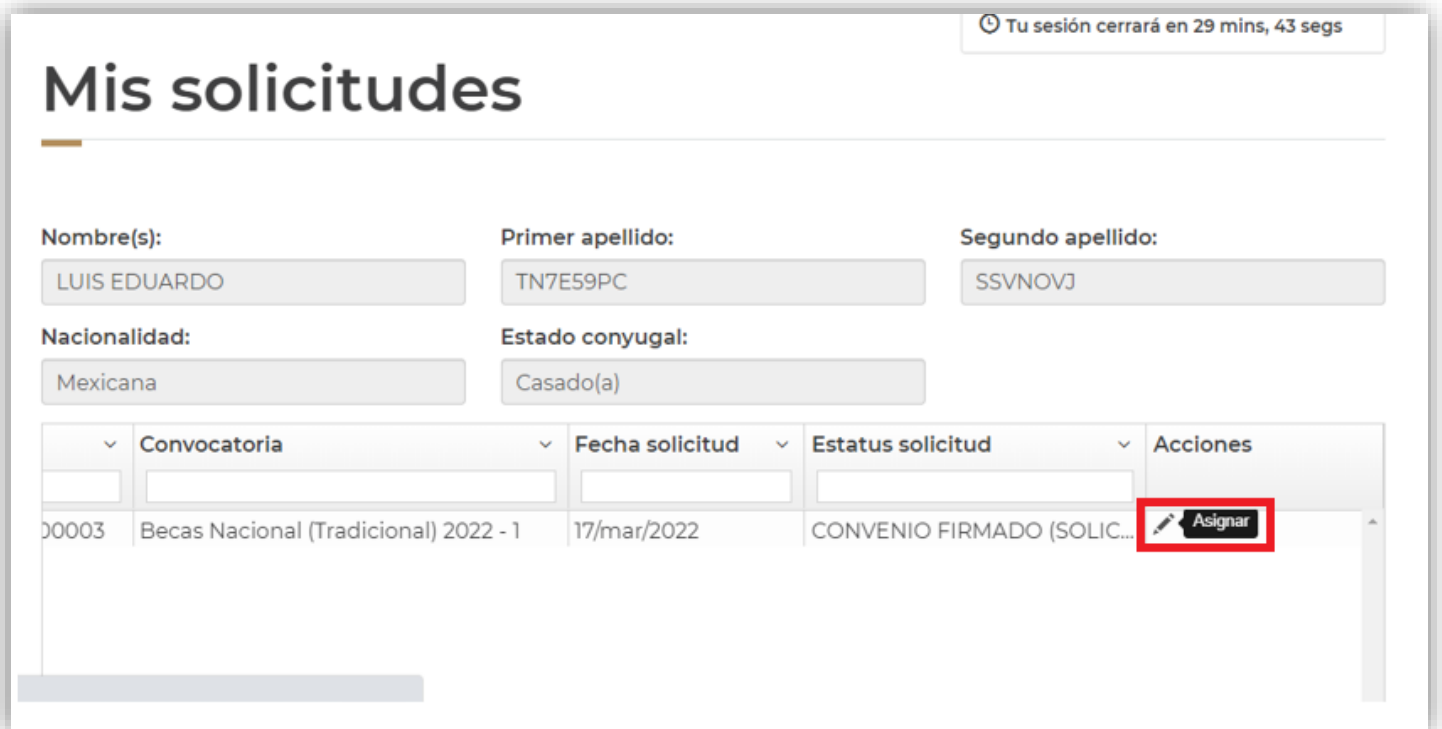 Tu sesión cerrará en 29 mins, 43 segs
Mis solicitudes
Nombre(s): Primer apellido: Segundo apellido:
LUIS EDUARDO TN7E59PC SSVNOVJ
Nacionalidad: Estado conyugal:
Mexicana Casado(a)
Convocatoria Fecha solicitud Estatus solicitud Acciones
00003 Becas Nacional (Tradicional) 2022 - 1 17/mar/2022 CONVENIO FIRMADO (SOLIC... Asignar